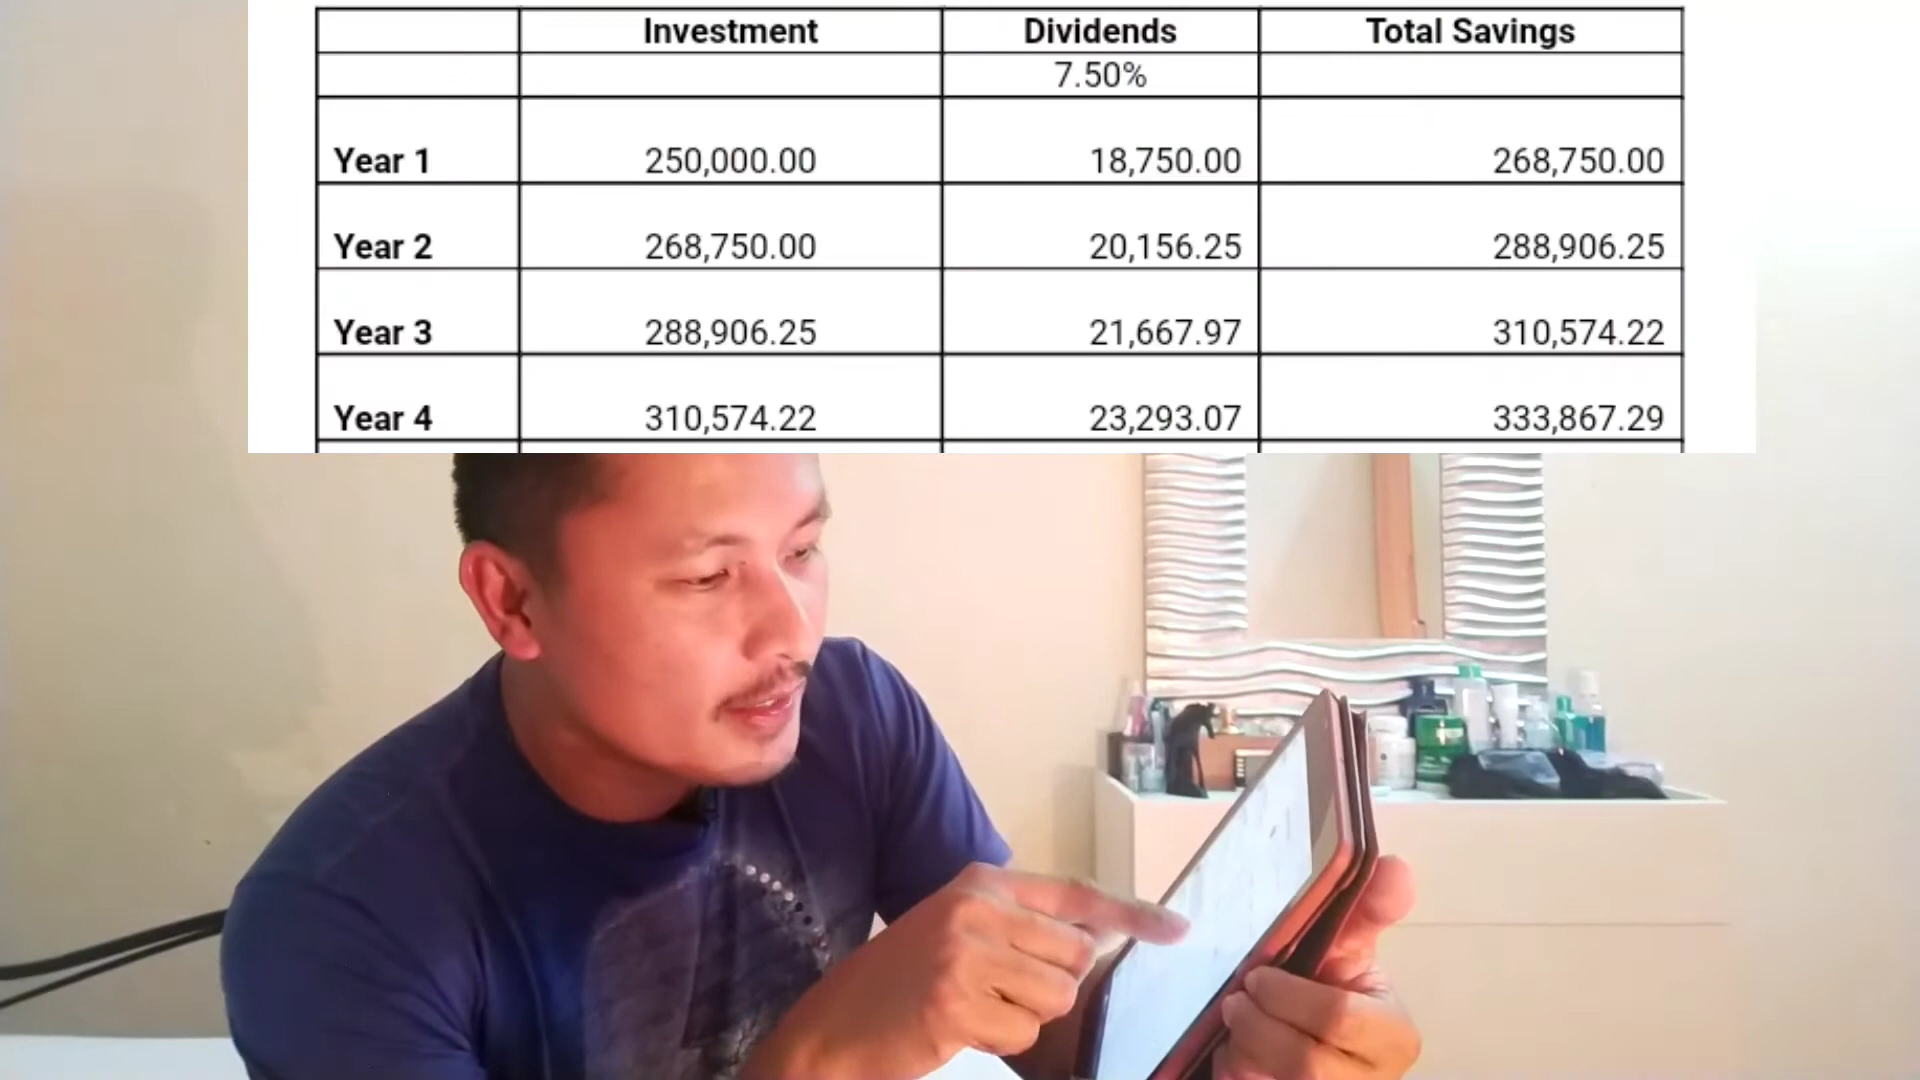 Investment Dividends Total Savings
7.50%
Year 1 250,000.00 18,750.00 268,750.00
Year 2 268,750.00 20,156.25 288,906.25
Year 3 288,906.25 21,667.97 310,574.22
Year 4 310,574.22 23,293.07 333,867.29